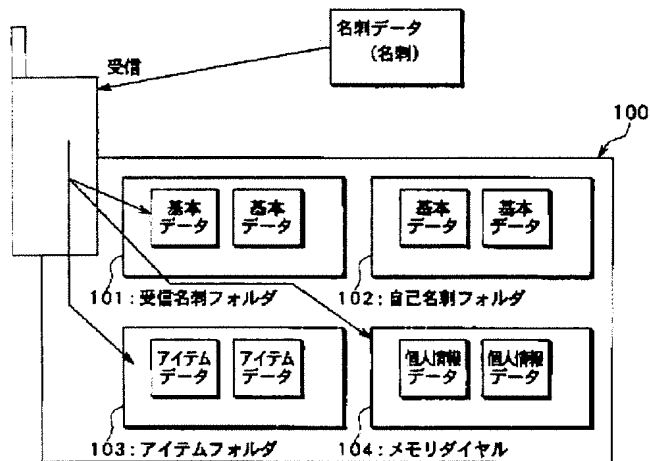 名刺データ
(名刺)
受信
100
基本
データ
基本
データ
基本
データ
基本
データ
101:受信名刺フォルダ
102:自己名刺フォルダ
アイテム
データ
アイテム
データ
個人情報
データ
個人情報
データ
103:アイテムフォルダ
104:メモリダイヤル